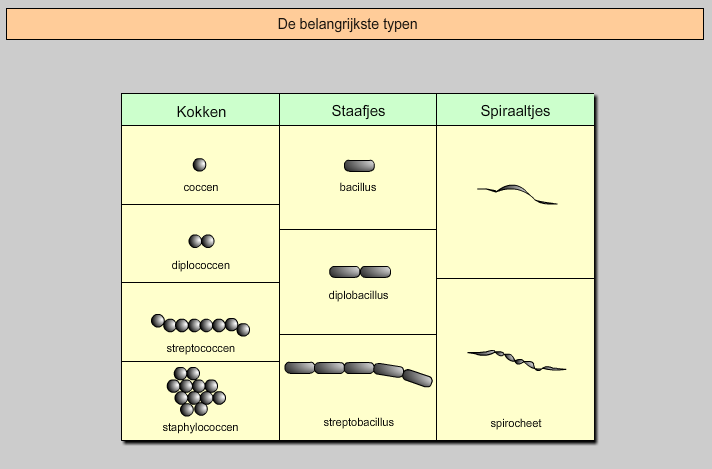 De belangrijkste typen
Kokken
Staafjes
Spiraaltjes
coccen
diplococcen
streptococcen
staphylococcen
bacillus
diplobacillus
streptobacillus
spirocheet